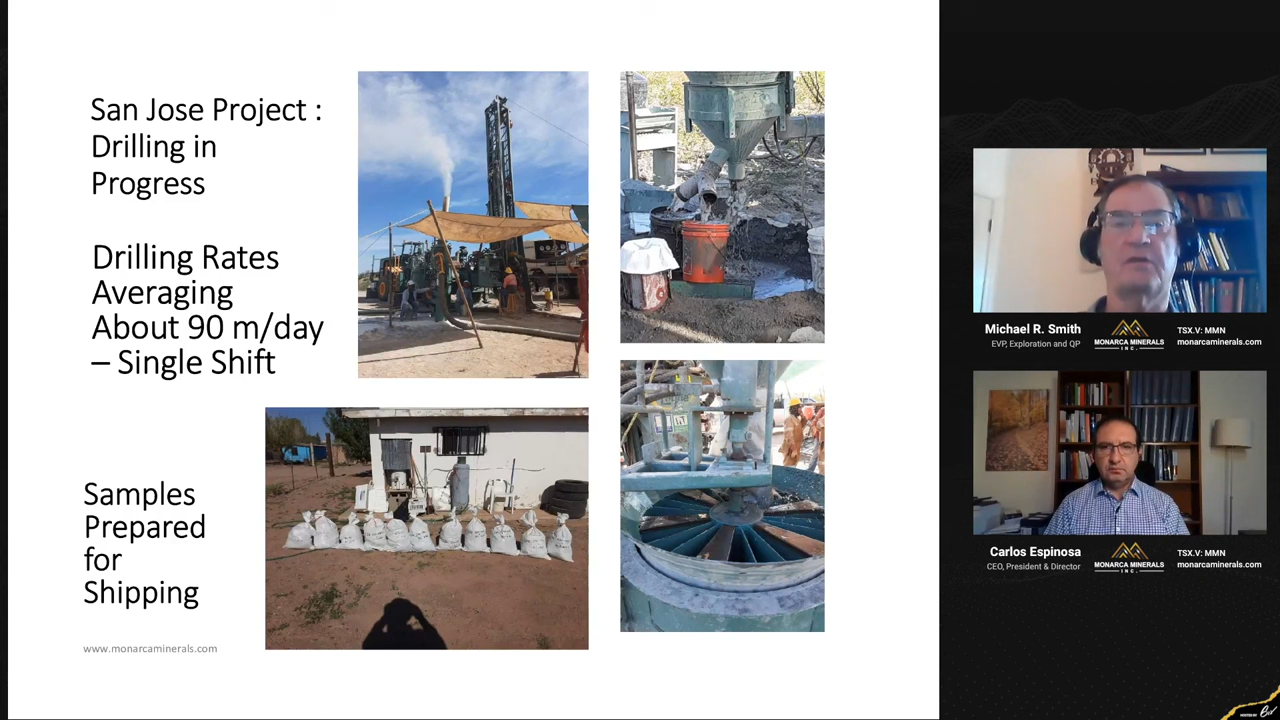 San Jose Project :
Drilling in
Progress
Drilling Rates
Averaging
About 90 m/day
– Single Shift
Samples
Prepared
for
Shipping
www.monarcaminerals.com
Michael R. Smith
EVP, Exploration and QP
MONARCA MINERALS
INC.
TSX.V: MMN
monarcaminerals.com
Carlos Espinosa
CEO, President & Director
MONARCA MINERALS
INC.
TSX.V: MMN
monarcaminerals.com
HOSTED BY